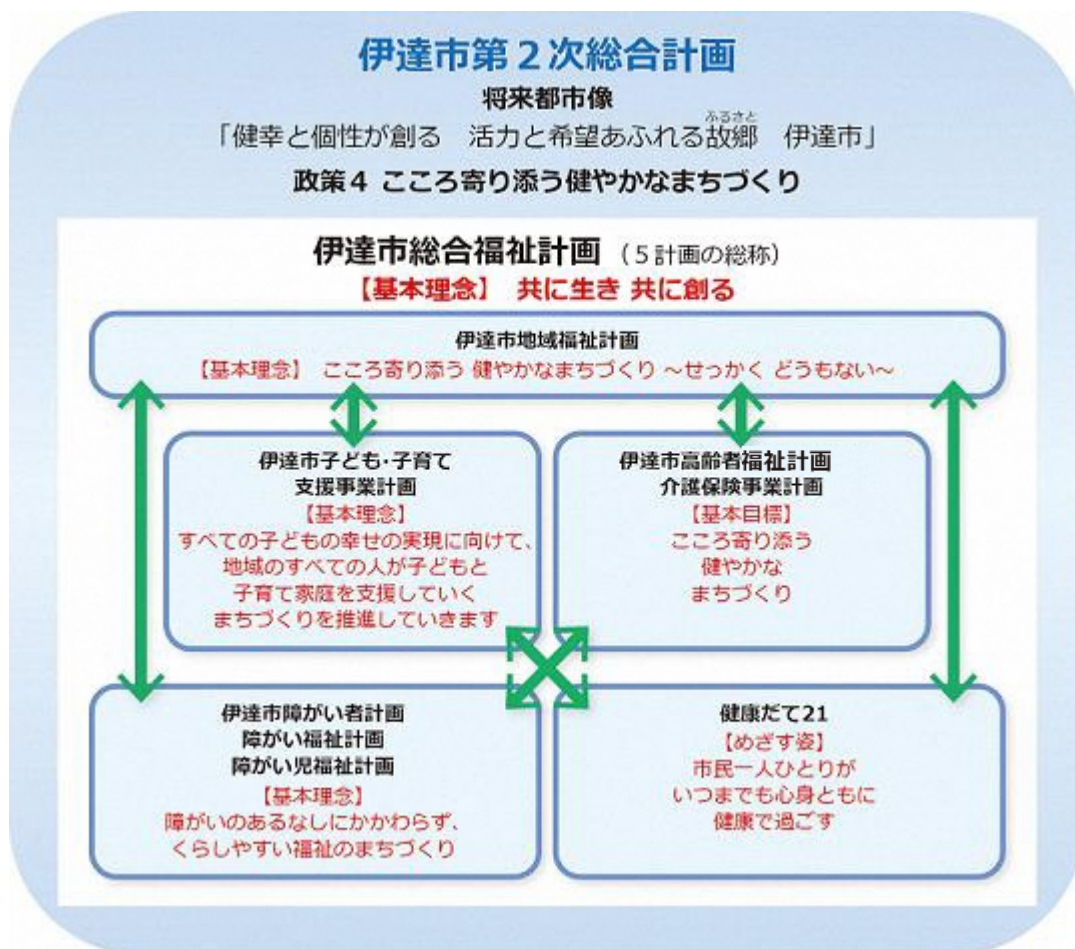 伊達市第２次総合計画
将来都市像
ふるさと
「健幸と個性が創る　活力と希望あふれる故郷　伊達市」
政策４ こころ寄り添う健やかなまちづくり
伊達市総合福祉計画（５計画の総称）
【基本理念】 共に生き 共に創る
伊達市地域福祉計画
【基本理念】 こころ寄り添う 健やかなまちづくり ～せっかく どうもない～
伊達市子ども・子育て
支援事業計画
【基本理念】
すべての子どもの幸せの実現に向けて、
地域のすべての人が子どもと
子育て家庭を支援していく
まちづくりを推進していきます
伊達市高齢者福祉計画
介護保険事業計画
【基本目標】
こころ寄り添う
健やかな
まちづくり
伊達市障がい者計画
障がい福祉計画
障がい児福祉計画
【基本理念】
障がいのあるなしにかかわらず、
くらしやすい福祉のまちづくり
健康だて21
【めざす姿】
市民一人ひとりが
いつまでも心身ともに
健康で過ごす